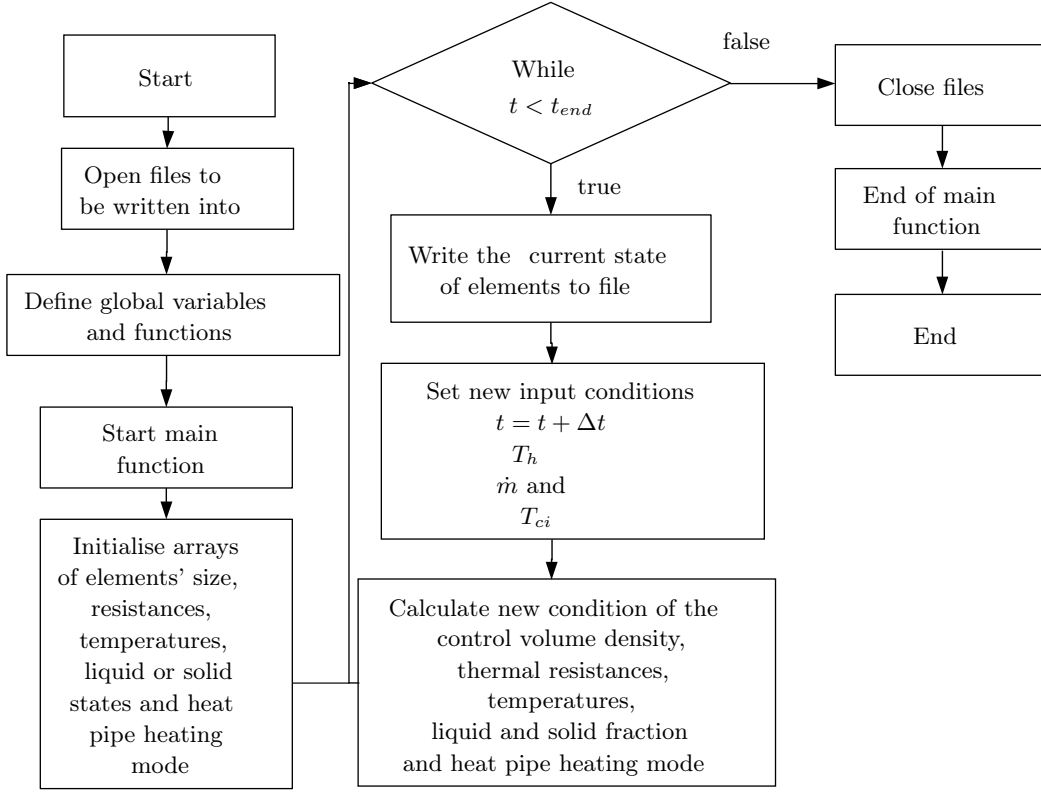 Start
Open files to
be written into
Define global variables
and functions
Start main
function
Initialise arrays
of elements' size,
resistances,
temperatures,
liquid or solid
states and heat
pipe heating
mode
While
t < t_{end}
true
false
Write the current state
of elements to file
Set new input conditions
t = t + Δt
T_h
ṁ and
T_{ci}
Calculate new condition of the
control volume density,
thermal resistances,
temperatures,
liquid and solid fraction
and heat pipe heating mode
Close files
End of main
function
End